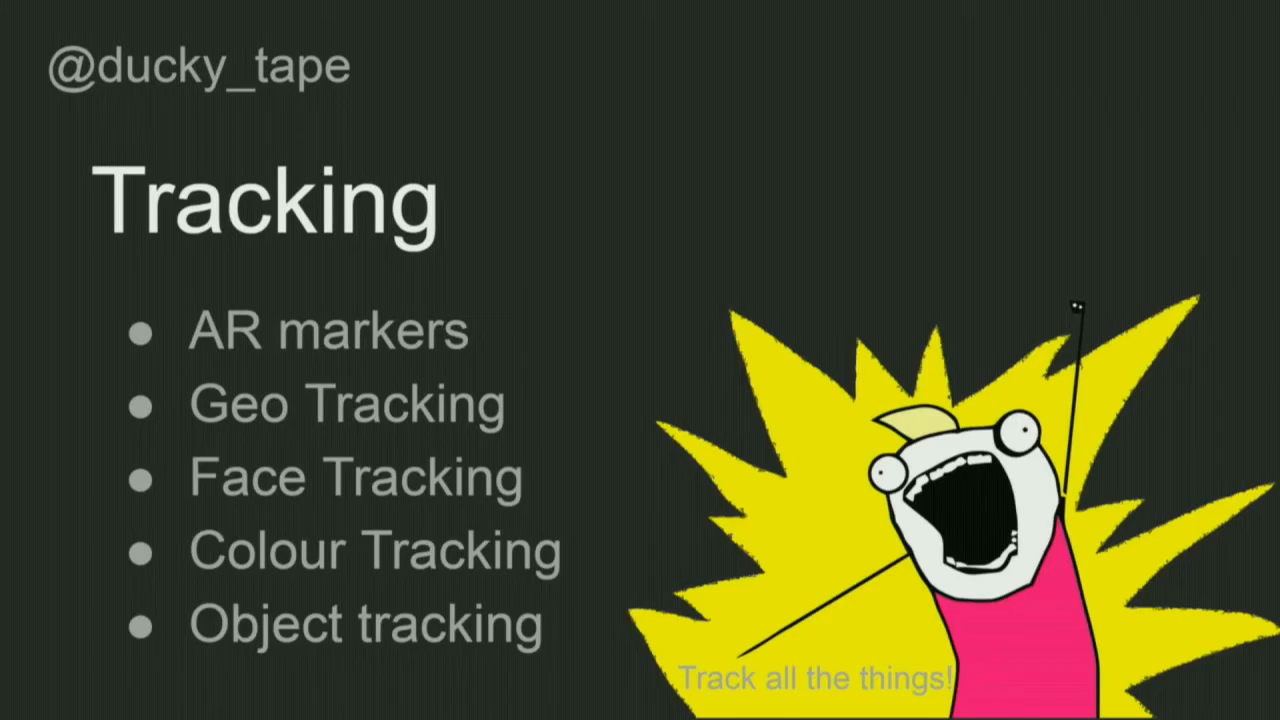 @ducky_tape
Tracking
● AR markers
● Geo Tracking
● Face Tracking
● Colour Tracking
● Object tracking
Track all the things!